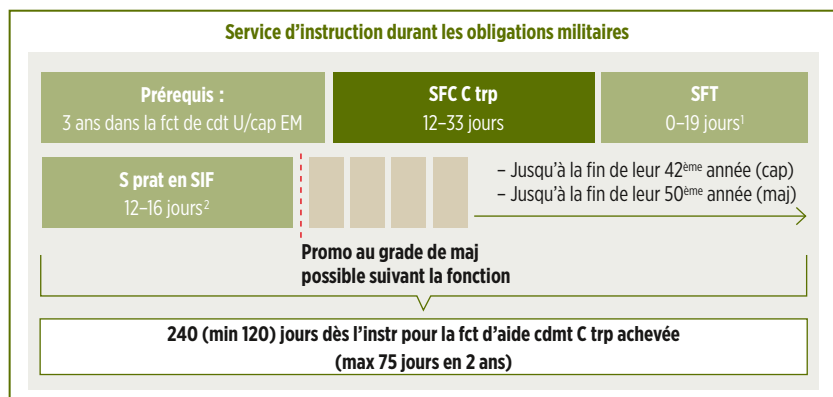 Service d’instruction durant les obligations militaires
Prérequis :
3 ans dans la fct de cdt U/cap EM
SFC C trp
12–33 jours
SFT
0–19 jours¹
S prat en SIF
12–16 jours²
– Jusqu’à la fin de leur 42ème année (cap)
– Jusqu’à la fin de leur 50ème année (maj)
Promo au grade de maj
possible suivant la fonction
240 (min 120) jours dès l’instr pour la fct d’aide cdmt C trp achevée
(max 75 jours en 2 ans)